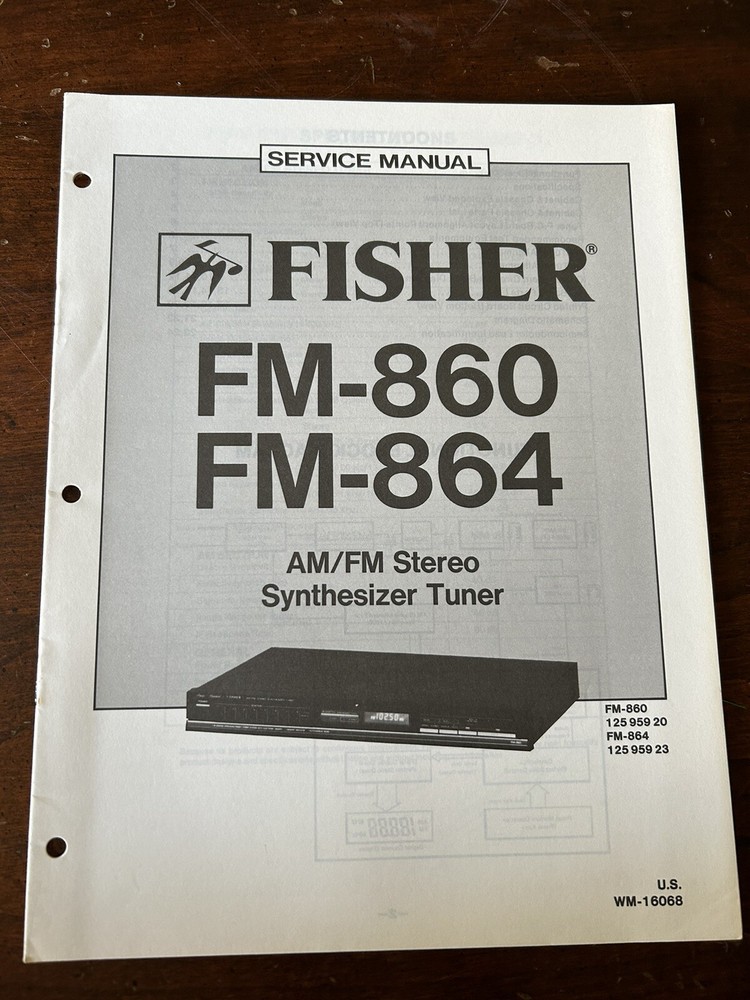 SERVICE MANUAL
FISHER®
FM-860
FM-864
AM/FM Stereo
Synthesizer Tuner
10250
FM-860
125 959 20
FM-864
125 959 23
U.S.
WM-16068